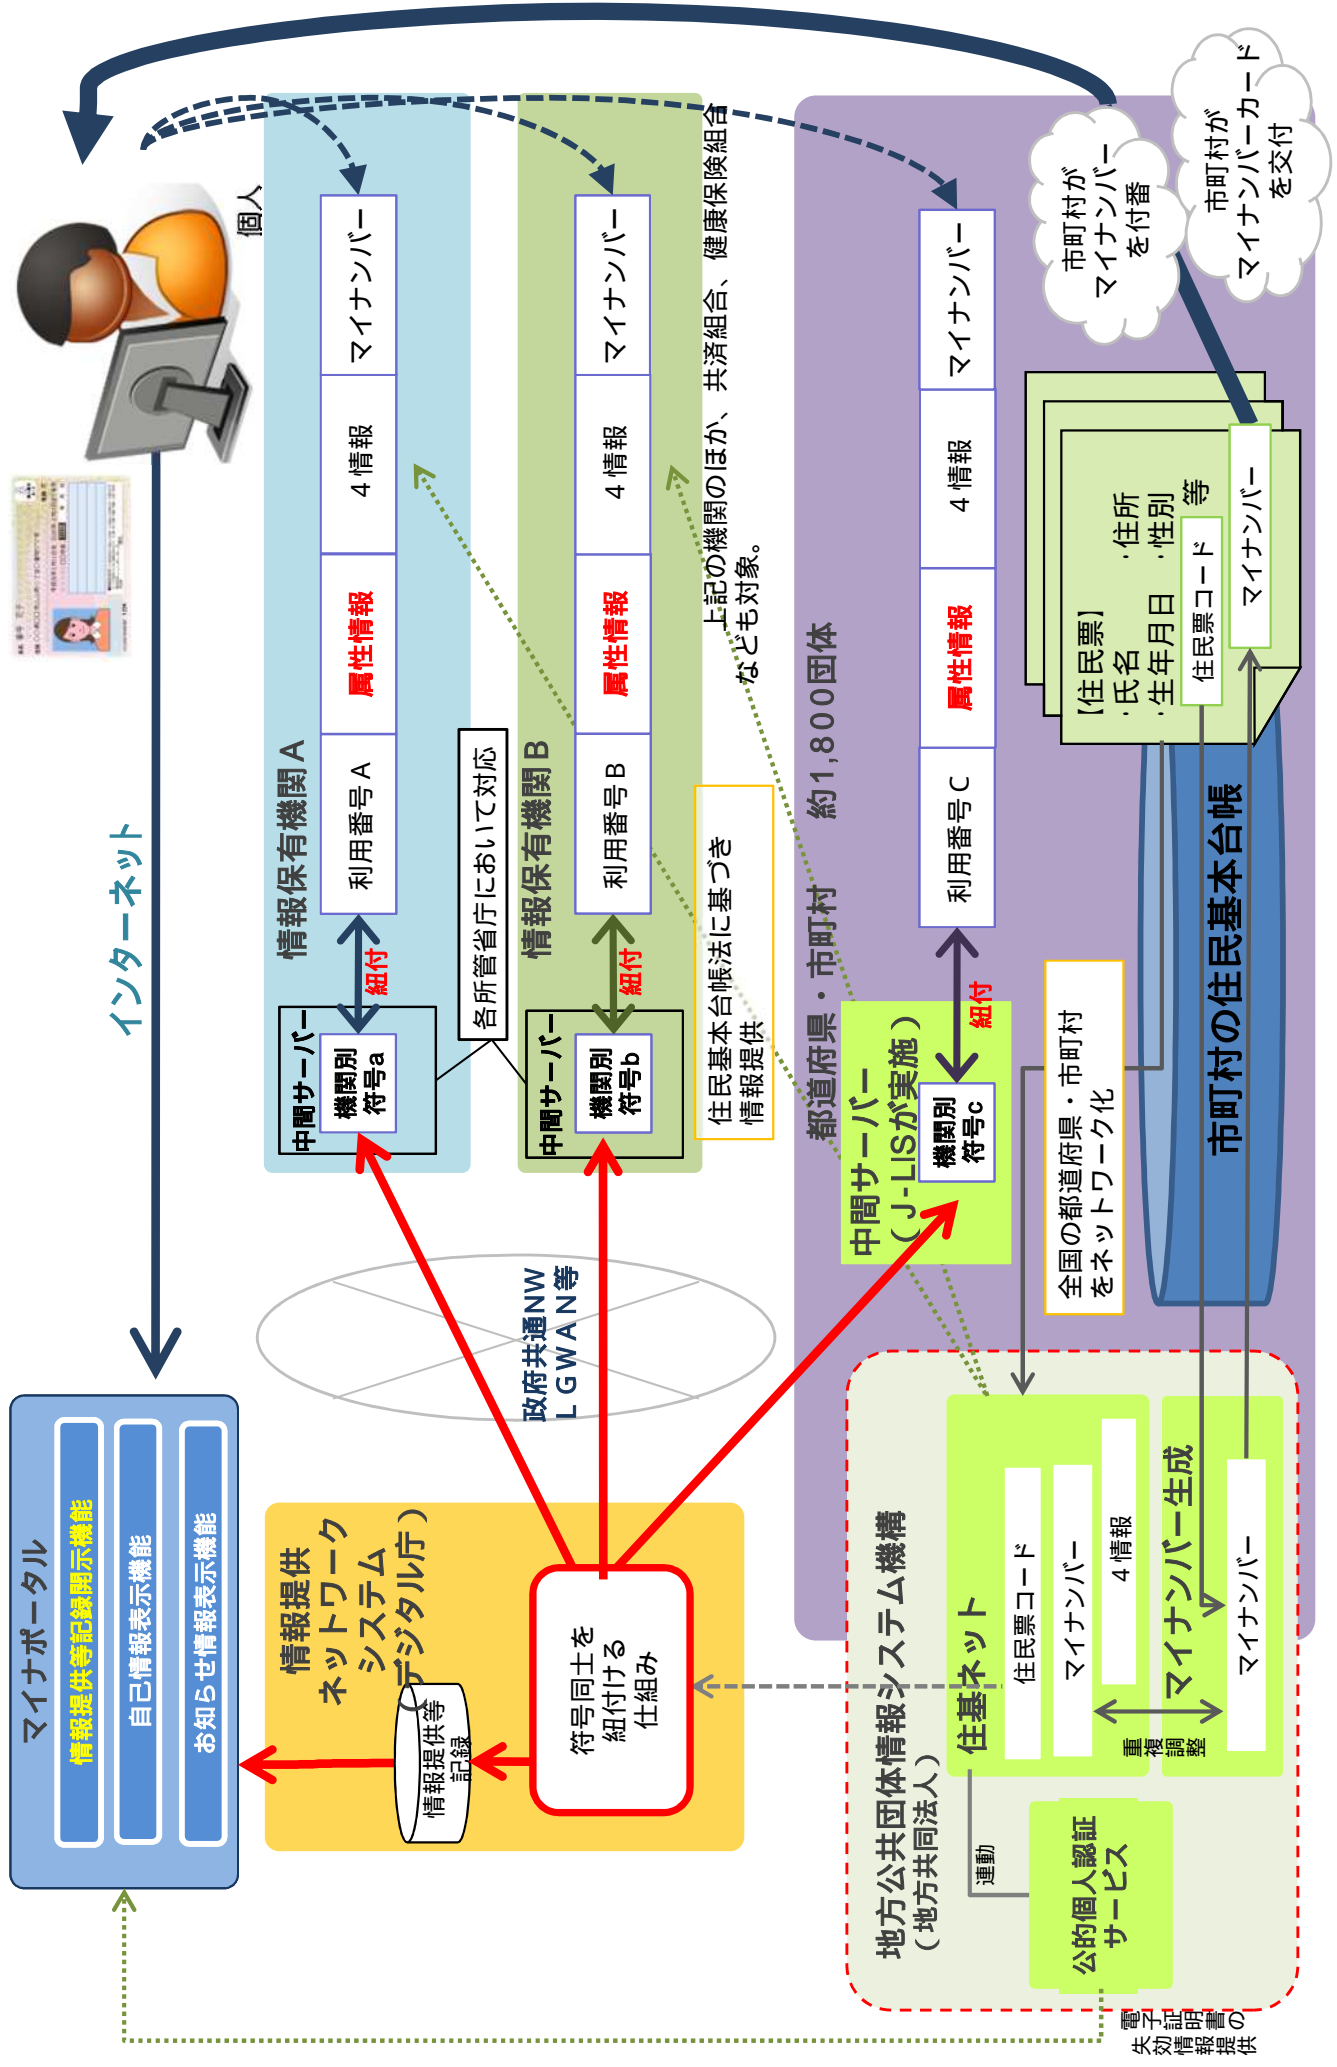 マイナポータル
情報提供等記録開示機能
自己情報表示機能
お知らせ情報表示機能
インターネット
個人
情報提供
ネットワーク
システム
(デジタル庁)
情報提供等
記録
符号同士を
紐付ける
仕組み
政府共通NW
LGWAN等
情報保有機関A
中間サーバー
機関別
符号a
紐付
利用番号A
属性情報
4情報
マイナンバー
各所管省庁において対応
情報保有機関B
中間サーバー
機関別
符号b
紐付
利用番号B
属性情報
4情報
マイナンバー
上記の機関のほか、共済組合、健康保険組合
なども対象。
住民基本台帳法に基づき
情報提供
都道府県・市町村 約1,800団体
中間サーバー
(J-LISが実施)
機関別
符号c
紐付
利用番号C
属性情報
4情報
マイナンバー
市町村が
マイナンバー
を付番
市町村が
マイナンバーカード
を交付
全国の都道府県・市町村
をネットワーク化
【住民票】
・氏名 ・住所
・生年月日 ・性別
住民票コード 等
マイナンバー
市町村の住民基本台帳
地方公共団体情報システム機構
(地方共同法人)
住基ネット
住民票コード
マイナンバー
4情報
重複
調整
マイナンバー生成
マイナンバー
連動
公的個人認証
サービス
電子証明書の
失効情報提供